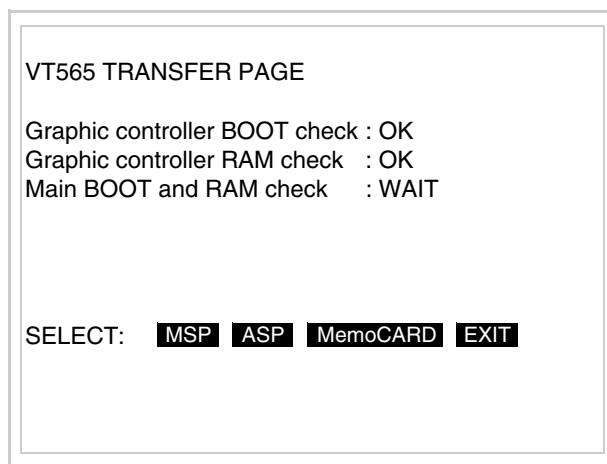 VT565 TRANSFER PAGE
Graphic controller BOOT check : OK
Graphic controller RAM check : OK
Main BOOT and RAM check : WAIT
SELECT: MSP ASP MemoCARD EXIT